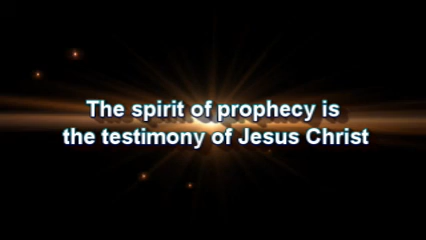 The spirit of prophecy is
the testimony of Jesus Christ